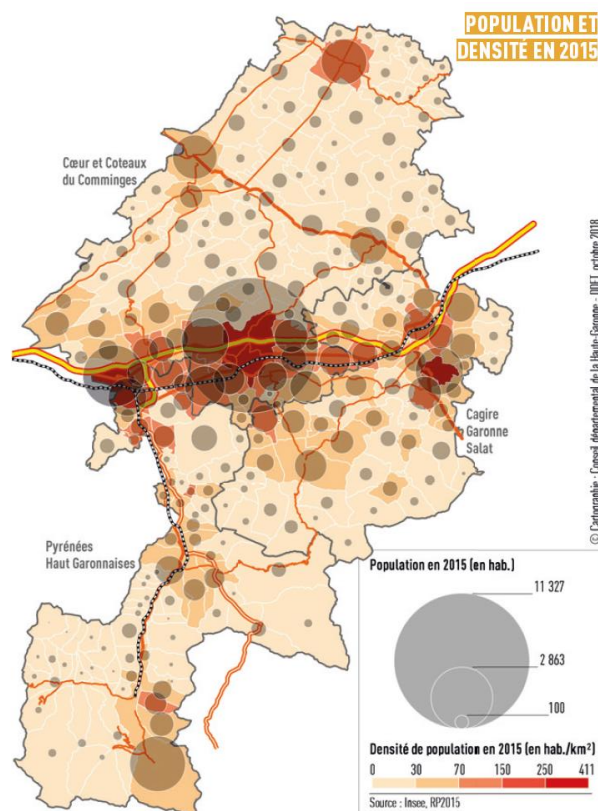 POPULATION ET
DENSITÉ EN 2015
Cœur et Coteaux
du Comminges
Cagire
Garonne
Salat
Pyrénées
Haut Garonnaises
Population en 2015 (en hab.)
11 327
2 863
100
Densité de population en 2015 (en hab./km²)
0 30 70 150 250 411
Source : Insee, RP2015
© Cartographie : Conseil départemental de la Haute-Garonne - DDET, octobre 2018